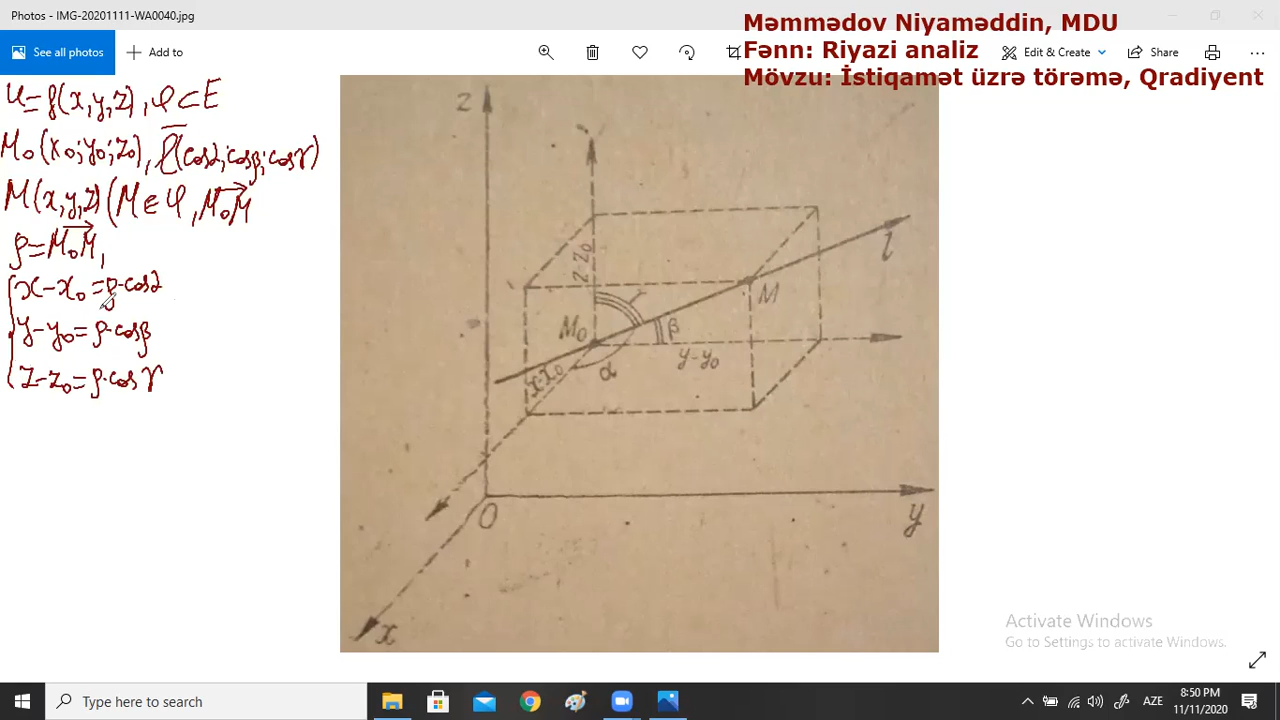 Photos - IMG-20201111-WA0040.jpg
Məmmədov Niyaməddin, MDU
Fənn: Riyazi analiz
Mövzu: İstiqamət üzrə törəmə, Qradiyent
See all photos
Add to
Edit & Create
Share
u=f(x,y,z), φ⊂E
M₀(x₀;y₀;z₀), l̅(cosα;cosβ;cosγ)
M(x,y,z) (M∈φ, M₀M⃗
ρ=M₀M⃗,
x-x₀=ρ·cosα
y-y₀=ρ·cosβ
z-z₀=ρ·cosγ
z
z-z₀
l
γ
M
M₀
β
y-y₀
x-x₀
α
O
y
x
Activate Windows
Go to Settings to activate Windows.
Type here to search
AZE
8:50 PM
11/11/2020